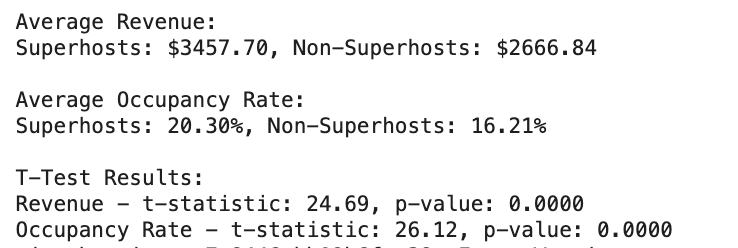 Average Revenue:
Superhosts: $3457.70, Non-Superhosts: $2666.84
Average Occupancy Rate:
Superhosts: 20.30%, Non-Superhosts: 16.21%
T-Test Results:
Revenue - t-statistic: 24.69, p-value: 0.0000
Occupancy Rate - t-statistic: 26.12, p-value: 0.0000